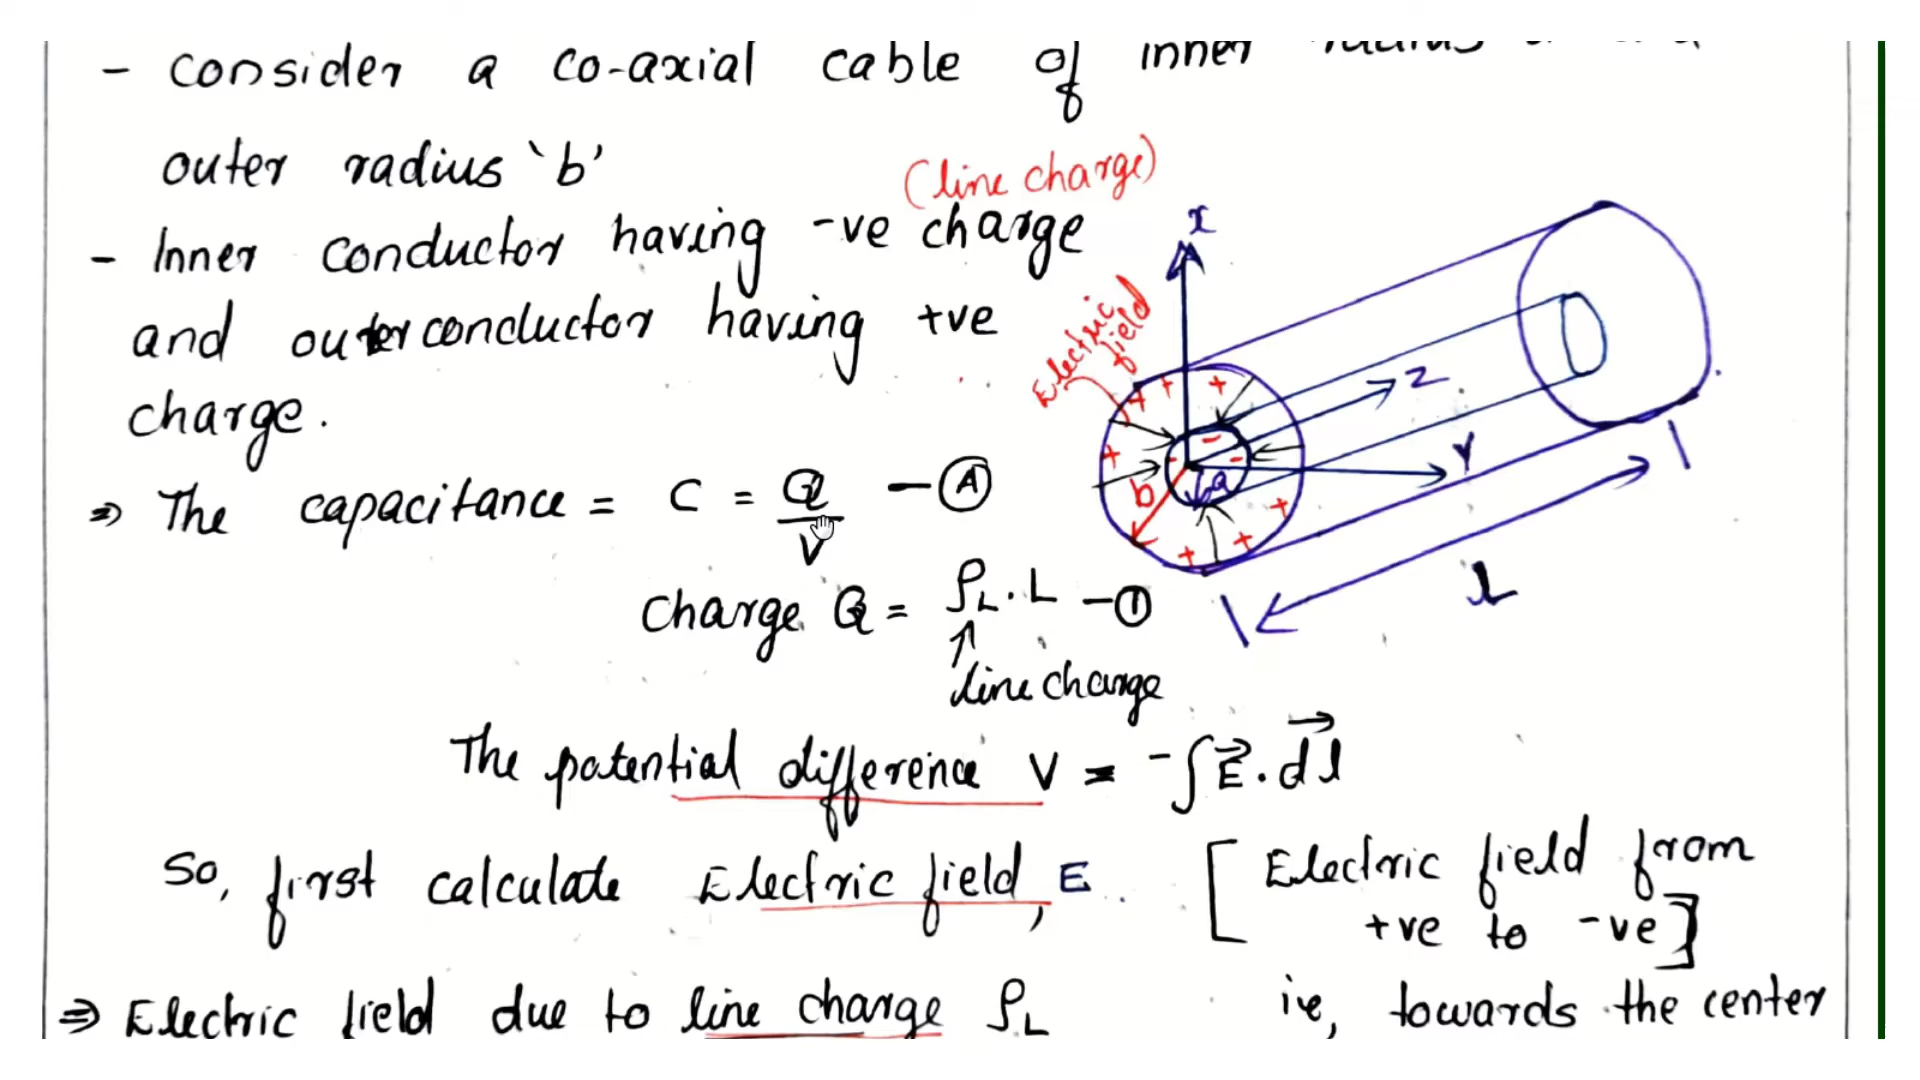 - Consider a co-axial cable of inner radius
outer radius 'b'
(line charge)
- Inner conductor having -ve charge
and outer conductor having +ve
charge.
⇒ The capacitance = C = Q/V - Ⓐ
Charge Q = ρL . L - ①
↑
line charge
The potential difference V = -∫E⃗ . dl⃗
So, first calculate Electric field, E
[Electric field from
+ve to -ve]
⇒ Electric field due to line charge ρL
ie, towards the center
x
Electric field
+ + + + + + + +
- - -
z
y
b
a
L